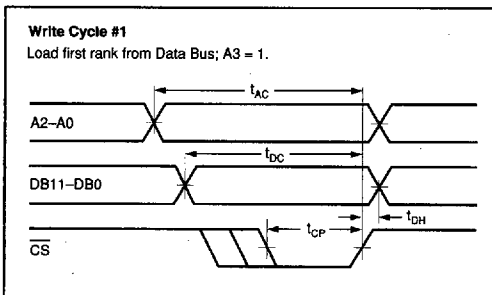 Write Cycle #1
Load first rank from Data Bus; A3 = 1.
tAC
A2–A0
tDC
DB11–DB0
tDH
tCP
CS